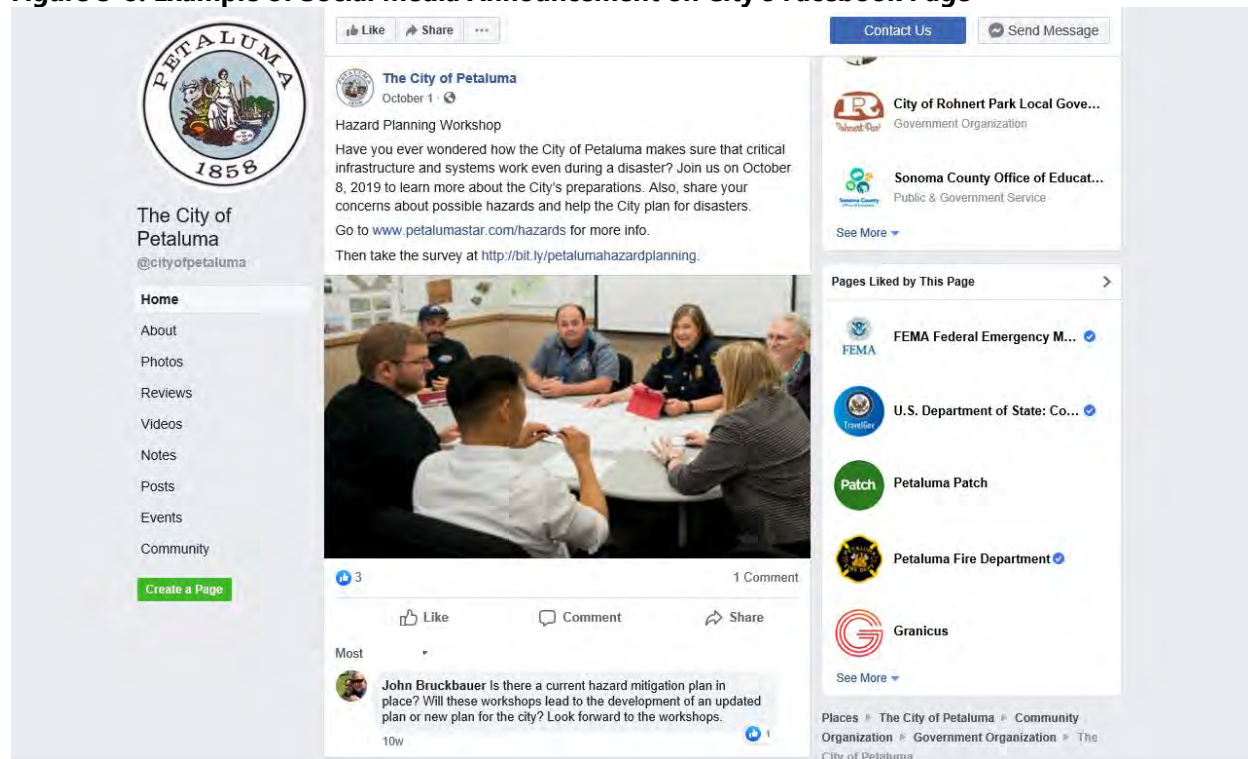 Figure 3-6: Example of Social Media Announcement on City's Facebook Page
PETALUMA
1858
The City of
Petaluma
@cityofpetaluma
Home
About
Photos
Reviews
Videos
Notes
Posts
Events
Community
Create a Page
Like Share ...
The City of Petaluma
October 1 ·
Hazard Planning Workshop
Have you ever wondered how the City of Petaluma makes sure that critical
infrastructure and systems work even during a disaster? Join us on October
8, 2019 to learn more about the City's preparations. Also, share your
concerns about possible hazards and help the City plan for disasters.
Go to www.petalumastar.com/hazards for more info.
Then take the survey at http://bit.ly/petalumahazardplanning.
3 1 Comment
Like Comment Share
Most
John Bruckbauer Is there a current hazard mitigation plan in
place? Will these workshops lead to the development of an updated
plan or new plan for the city? Look forward to the workshops.
1
10w
Contact Us Send Message
R
Rohnert Park
City of Rohnert Park Local Gove...
Government Organization
Sonoma County
Sonoma County Office of Educat...
Public & Government Service
See More
Pages Liked by This Page
FEMA
FEMA Federal Emergency M...
TravelGov
U.S. Department of State: Co...
Patch
Petaluma Patch
Petaluma Fire Department
Granicus
See More
Places The City of Petaluma Community
Organization Government Organization The
City of Petaluma